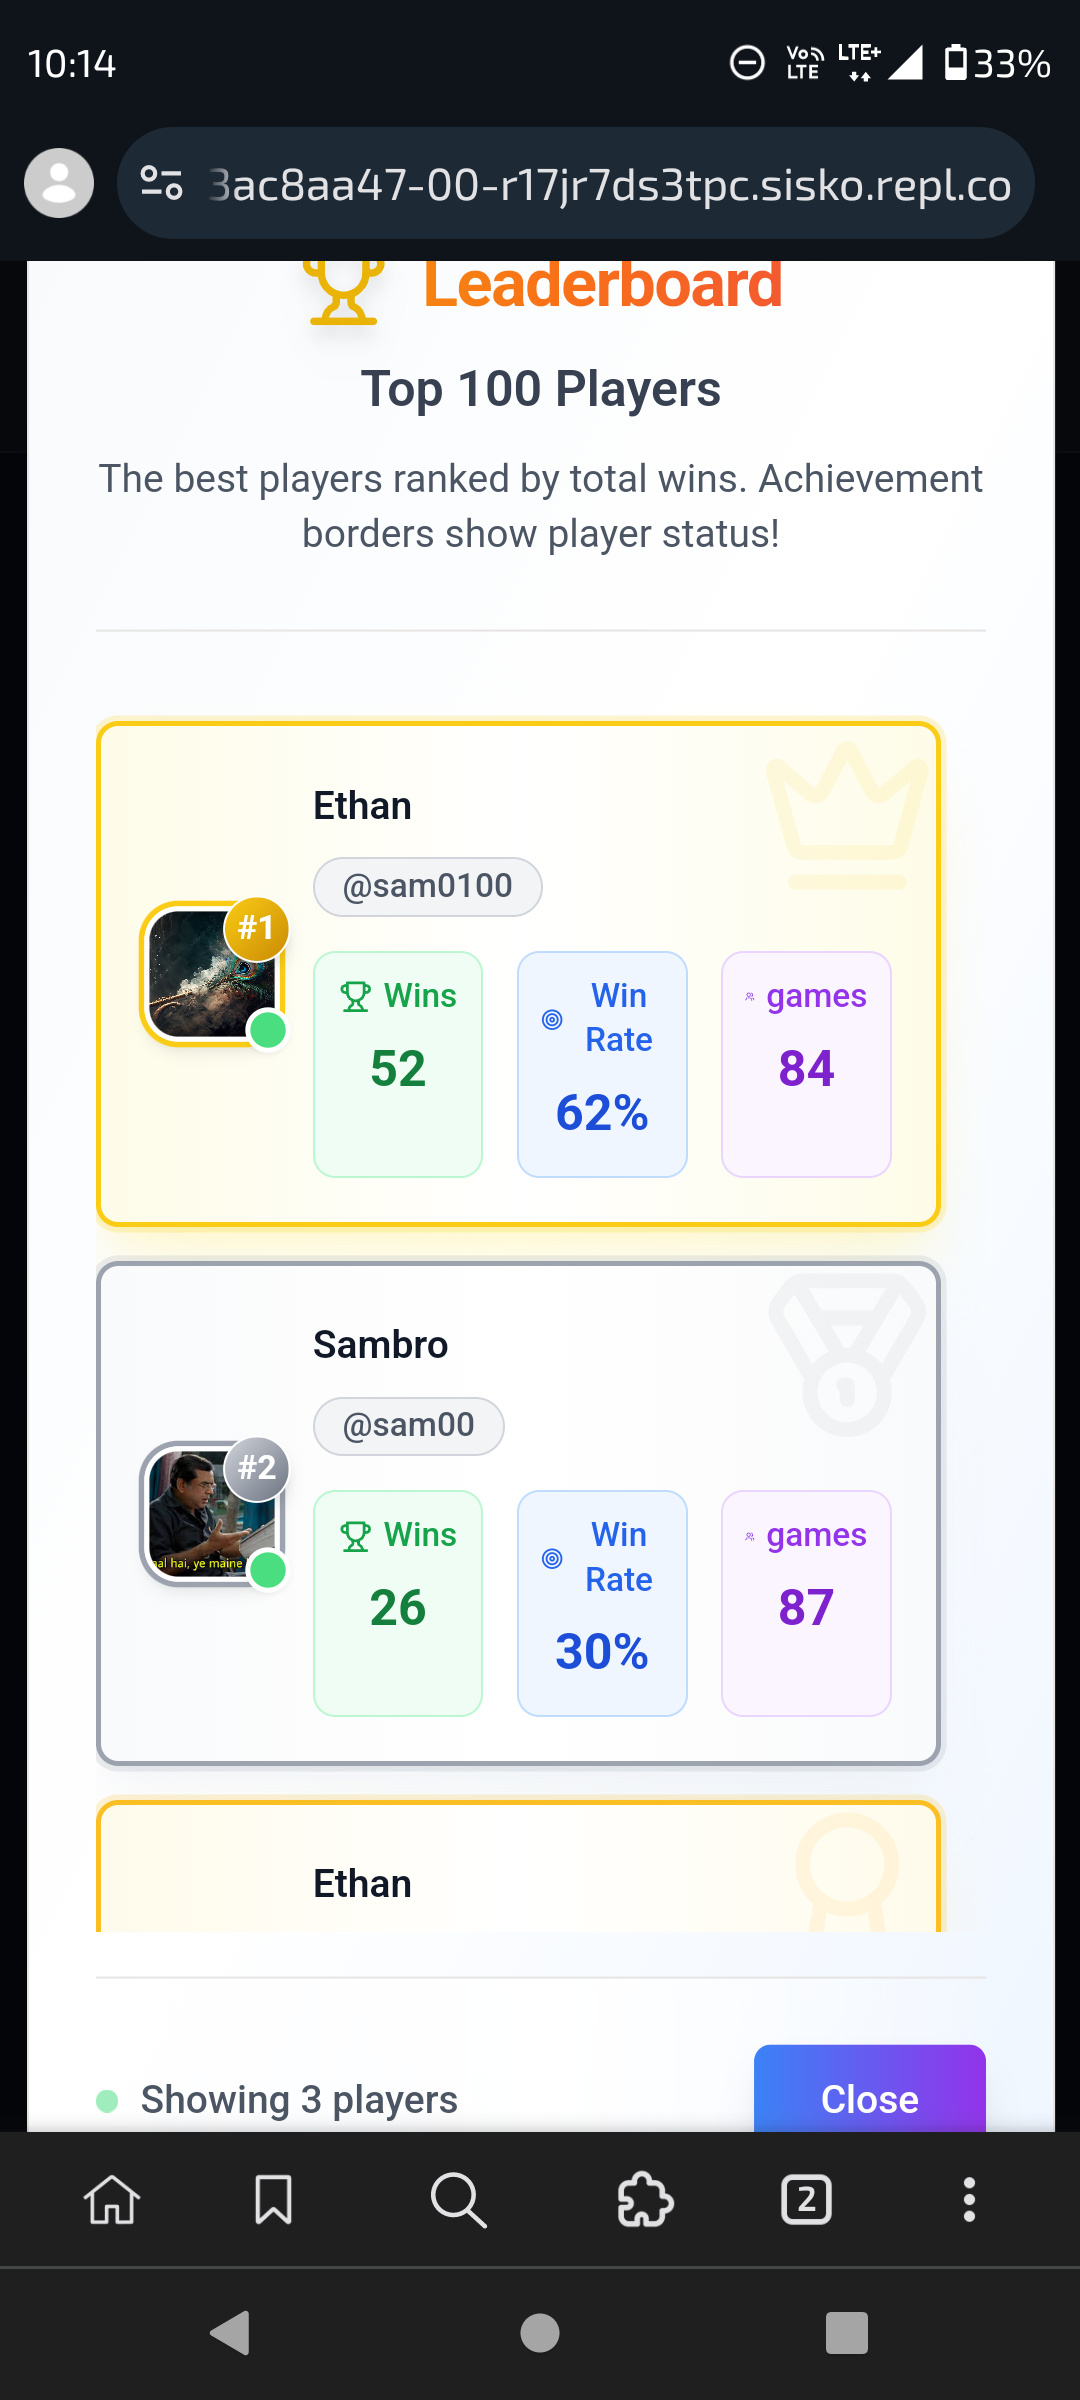 10:14
Vo LTE
LTE+
33%
3ac8aa47-00-r17jr7ds3tpc.sisko.repl.co
Leaderboard
Top 100 Players
The best players ranked by total wins. Achievement
borders show player status!
Ethan
@sam0100
#1
Wins
52
Win
Rate
62%
games
84
Sambro
@sam00
#2
hai, ye maine
Wins
26
Win
Rate
30%
games
87
Ethan
Showing 3 players
Close
2